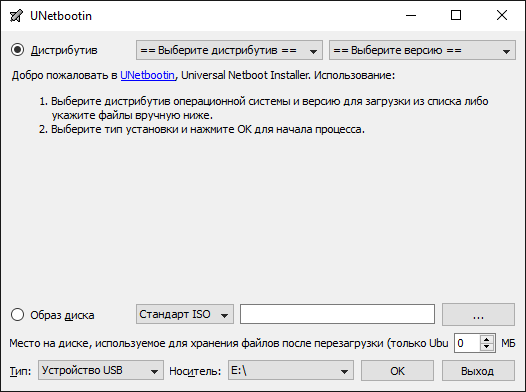 UNetbootin
Дистрибутив == Выберите дистрибутив == == Выберите версию ==
Добро пожаловать в UNetbootin, Universal Netboot Installer. Использование:
1. Выберите дистрибутив операционной системы и версию для загрузки из списка либо
укажите файлы вручную ниже.
2. Выберите тип установки и нажмите OK для начала процесса.
Образ диска Стандарт ISO ...
Место на диске, используемое для хранения файлов после перезагрузки (только Ubu 0 МБ
Тип: Устройство USB Носитель: E:\ OK Выход